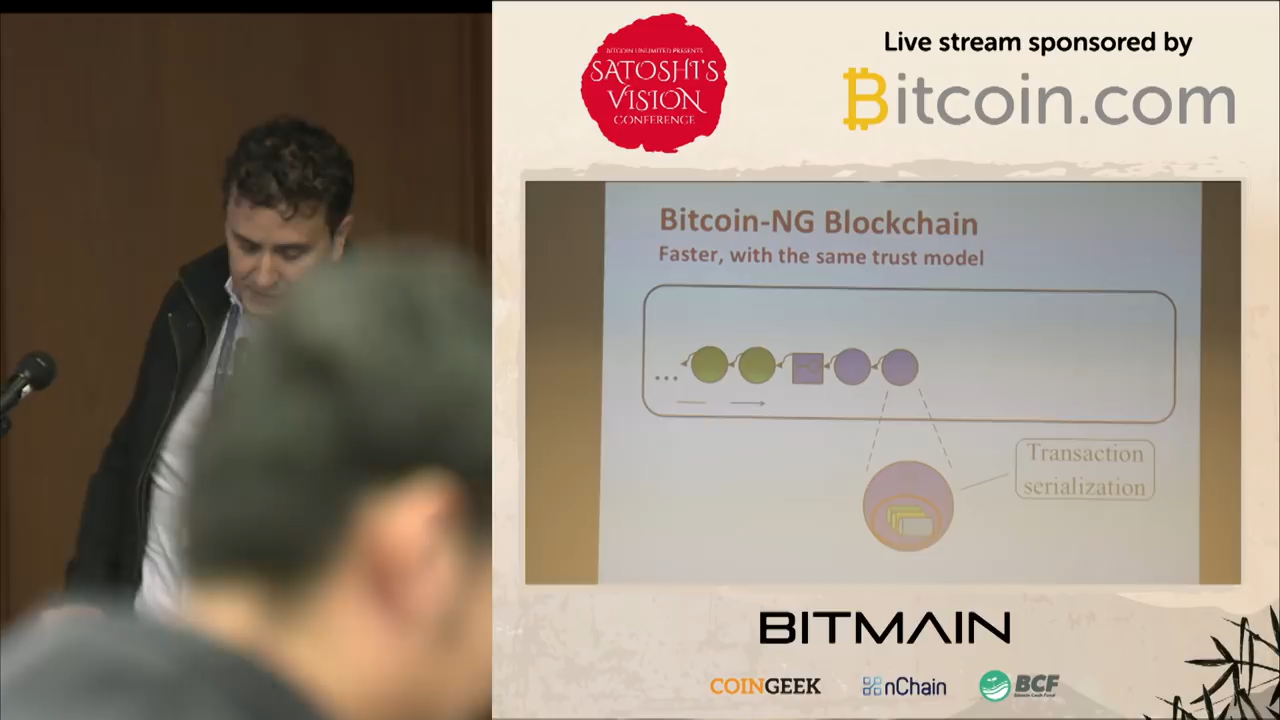 BITCOIN UNLIMITED PRESENTS
SATOSHI'S
VISION
CONFERENCE
Live stream sponsored by
Bitcoin.com
Bitcoin-NG Blockchain
Faster, with the same trust model
...
Transaction
serialization
BITMAIN
COINGEEK
nChain
BCF